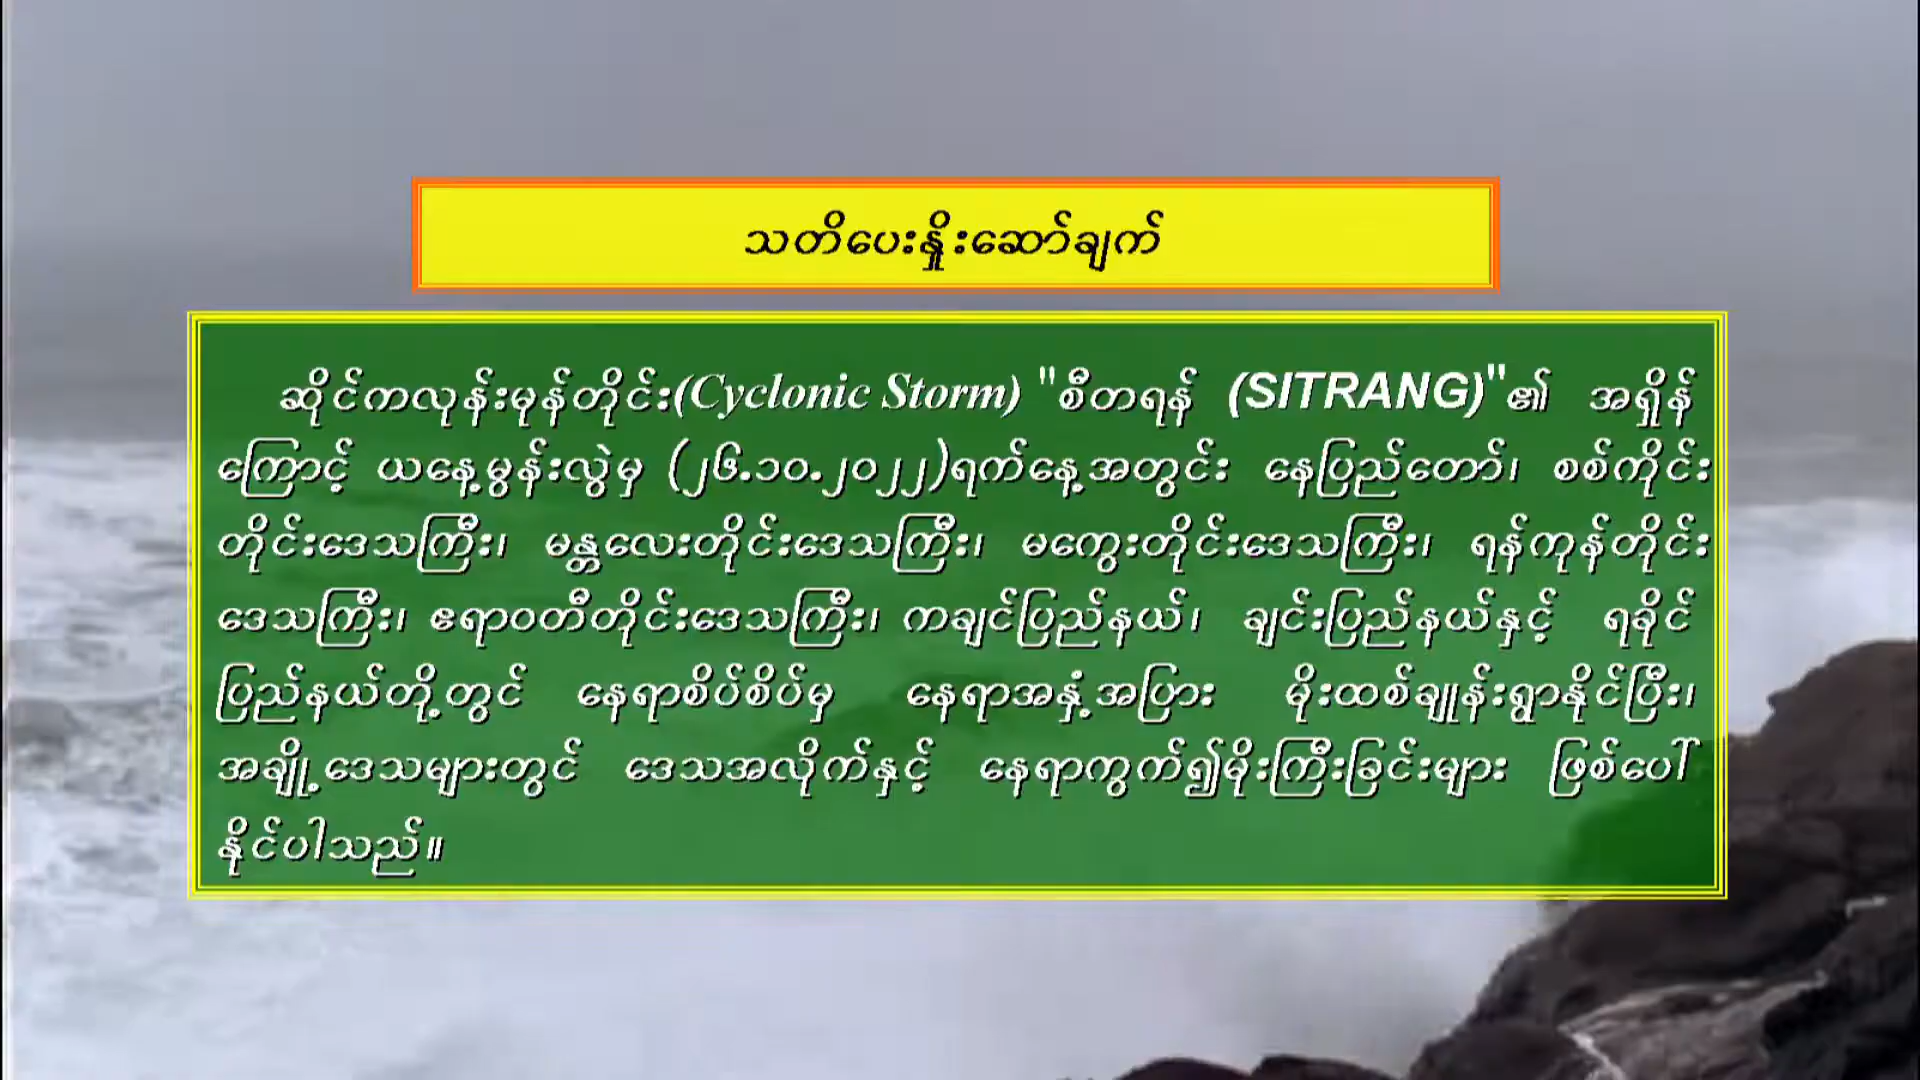 သတိပေးနှိုးဆော်ချက်
ဆိုင်ကလုန်းမုန်တိုင်း(Cyclonic Storm) "စီတရန် (SITRANG)"၏ အရှိန်
ကြောင့် ယနေ့မွန်းလွဲမှ (၂၆.၁၀.၂၀၂၂)ရက်နေ့အတွင်း နေပြည်တော်၊ စစ်ကိုင်း
တိုင်းဒေသကြီး၊ မန္တလေးတိုင်းဒေသကြီး၊ မကွေးတိုင်းဒေသကြီး၊ ရန်ကုန်တိုင်း
ဒေသကြီး၊ ဧရာဝတီတိုင်းဒေသကြီး၊ ကချင်ပြည်နယ်၊ ချင်းပြည်နယ်နှင့် ရခိုင်
ပြည်နယ်တို့တွင် နေရာစိပ်စိပ်မှ နေရာအနှံ့အပြား မိုးထစ်ချုန်းရွာနိုင်ပြီး၊
အချို့ဒေသများတွင် ဒေသအလိုက်နှင့် နေရာကွက်၍မိုးကြီးခြင်းများ ဖြစ်ပေါ်
နိုင်ပါသည်။